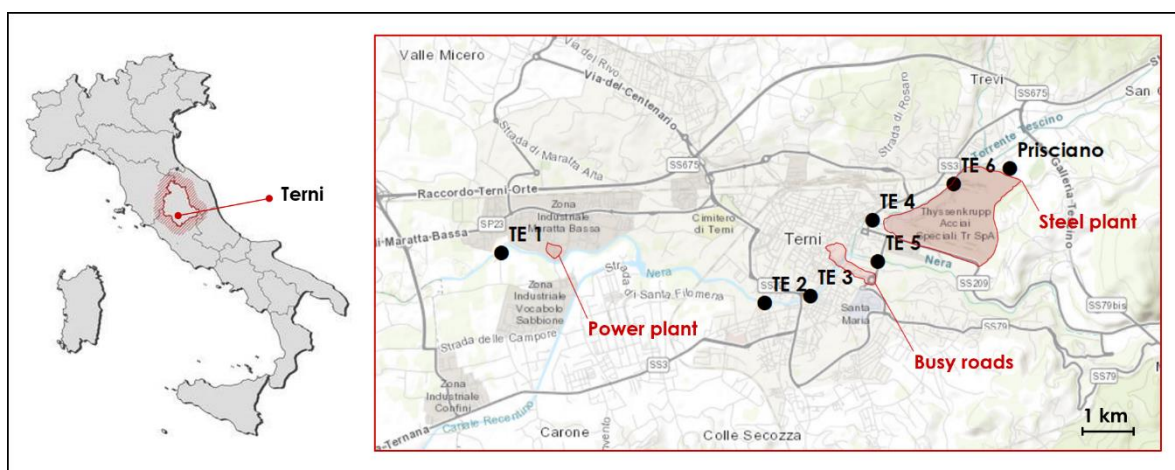 Terni
Valle Micero
Via del Rivo
Via del Centenario
Strada di Maratta Alta
Raccordo Terni-Orte
SS675
SP23
Zona
Industriale
Maratta Bassa
di-Maratta-Bassa
TE 1
Power plant
Zona
Industriale
Vocabolo
Sabbione
Strada delle Campore
Zona
Industriale
Confini
a-Ternana
Canale Recentino
Carone
SS3
Colle Secozza
Nera
Strada
di Santa Filomena
Cimitero
di Terni
Terni
TE 2
TE 3
TE 4
TE 5
Santa
Maria
Busy roads
Strada di Rosaro
Trevi
SS675
San
Torrente Tescino
Prisciano
SS3
TE 6
Thyssenkrupp
Acciai
Speciali Tr SpA
Steel plant
Galleria Tescino
Nera
SS209
SS79bis
SS79
SS79
1 km